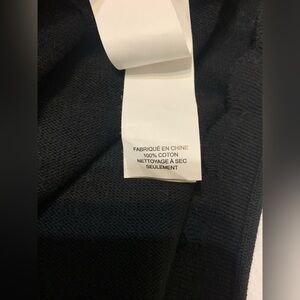 FABRIQUÉ EN CHINE
100% COTON
NETTOYAGE À SEC
SEULEMENT